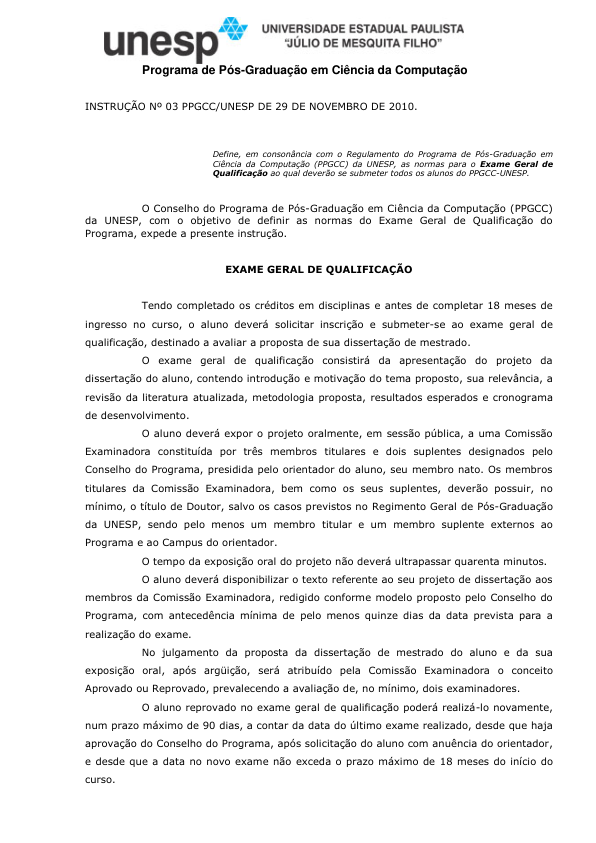 unesp
UNIVERSIDADE ESTADUAL PAULISTA
“JÚLIO DE MESQUITA FILHO”
Programa de Pós-Graduação em Ciência da Computação
INSTRUÇÃO Nº 03 PPGCC/UNESP DE 29 DE NOVEMBRO DE 2010.
Define, em consonância com o Regulamento do Programa de Pós-Graduação em
Ciência da Computação (PPGCC) da UNESP, as normas para o Exame Geral de
Qualificação ao qual deverão se submeter todos os alunos do PPGCC-UNESP.
O Conselho do Programa de Pós-Graduação em Ciência da Computação (PPGCC)
da UNESP, com o objetivo de definir as normas do Exame Geral de Qualificação do
Programa, expede a presente instrução.
EXAME GERAL DE QUALIFICAÇÃO
Tendo completado os créditos em disciplinas e antes de completar 18 meses de
ingresso no curso, o aluno deverá solicitar inscrição e submeter-se ao exame geral de
qualificação, destinado a avaliar a proposta de sua dissertação de mestrado.
O exame geral de qualificação consistirá da apresentação do projeto da
dissertação do aluno, contendo introdução e motivação do tema proposto, sua relevância, a
revisão da literatura atualizada, metodologia proposta, resultados esperados e cronograma
de desenvolvimento.
O aluno deverá expor o projeto oralmente, em sessão pública, a uma Comissão
Examinadora constituída por três membros titulares e dois suplentes designados pelo
Conselho do Programa, presidida pelo orientador do aluno, seu membro nato. Os membros
titulares da Comissão Examinadora, bem como os seus suplentes, deverão possuir, no
mínimo, o título de Doutor, salvo os casos previstos no Regimento Geral de Pós-Graduação
da UNESP, sendo pelo menos um membro titular e um membro suplente externos ao
Programa e ao Campus do orientador.
O tempo da exposição oral do projeto não deverá ultrapassar quarenta minutos.
O aluno deverá disponibilizar o texto referente ao seu projeto de dissertação aos
membros da Comissão Examinadora, redigido conforme modelo proposto pelo Conselho do
Programa, com antecedência mínima de pelo menos quinze dias da data prevista para a
realização do exame.
No julgamento da proposta da dissertação de mestrado do aluno e da sua
exposição oral, após argüição, será atribuído pela Comissão Examinadora o conceito
Aprovado ou Reprovado, prevalecendo a avaliação de, no mínimo, dois examinadores.
O aluno reprovado no exame geral de qualificação poderá realizá-lo novamente,
num prazo máximo de 90 dias, a contar da data do último exame realizado, desde que haja
aprovação do Conselho do Programa, após solicitação do aluno com anuência do orientador,
e desde que a data no novo exame não exceda o prazo máximo de 18 meses do início do
curso.